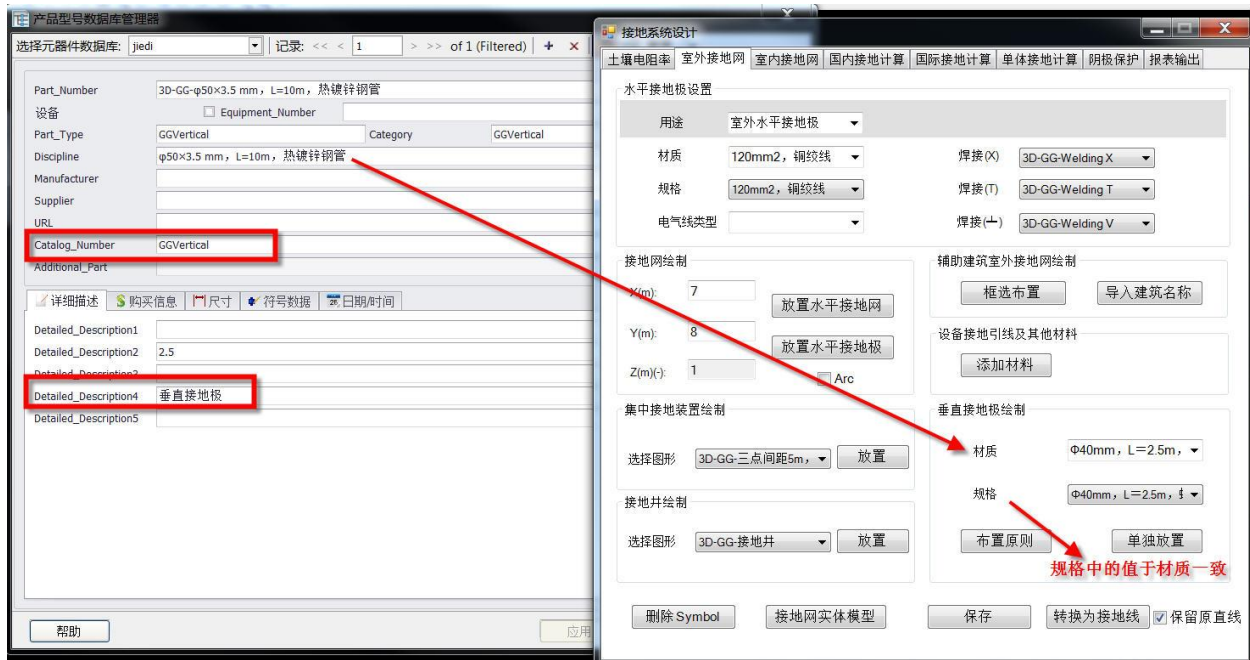 产品型号数据库管理器
选择元器件数据库: jiedi 记录: << < 1 > >> of 1 (Filtered) + ×
Part_Number 3D-GG-φ50×3.5 mm，L=10m，热镀锌钢管
设备 Equipment_Number
Part_Type GGVertical Category GGVertical
Discipline φ50×3.5 mm，L=10m，热镀锌钢管
Manufacturer
Supplier
URL
Catalog_Number GGVertical
Additional_Part
详细描述 购买信息 尺寸 符号数据 日期/时间
Detailed_Description1
Detailed_Description2 2.5
Detailed_Description3
Detailed_Description4 垂直接地极
Detailed_Description5
帮助 应用
接地系统设计
土壤电阻率 室外接地网 室内接地网 国内接地计算 国际接地计算 单体接地计算 阴极保护 报表输出
水平接地极设置
用途 室外水平接地极
材质 120mm2，铜绞线 焊接(X) 3D-GG-Welding X
规格 120mm2，铜绞线 焊接(T) 3D-GG-Welding T
电气线类型 焊接(┴) 3D-GG-Welding V
接地网绘制
X(m): 7 放置水平接地网
Y(m): 8 放置水平接地极
Z(m)(-): 1 Arc
辅助建筑室外接地网绘制
框选布置 导入建筑名称
设备接地引线及其他材料
添加材料
集中接地装置绘制
选择图形 3D-GG-三点间距5m， 放置
接地井绘制
选择图形 3D-GG-接地井 放置
垂直接地极绘制
材质 Φ40mm，L＝2.5m，
规格 Φ40mm，L＝2.5m，
布置原则 单独放置
规格中的值于材质一致
删除 Symbol 接地网实体模型 保存 转换为接地线 保留原直线